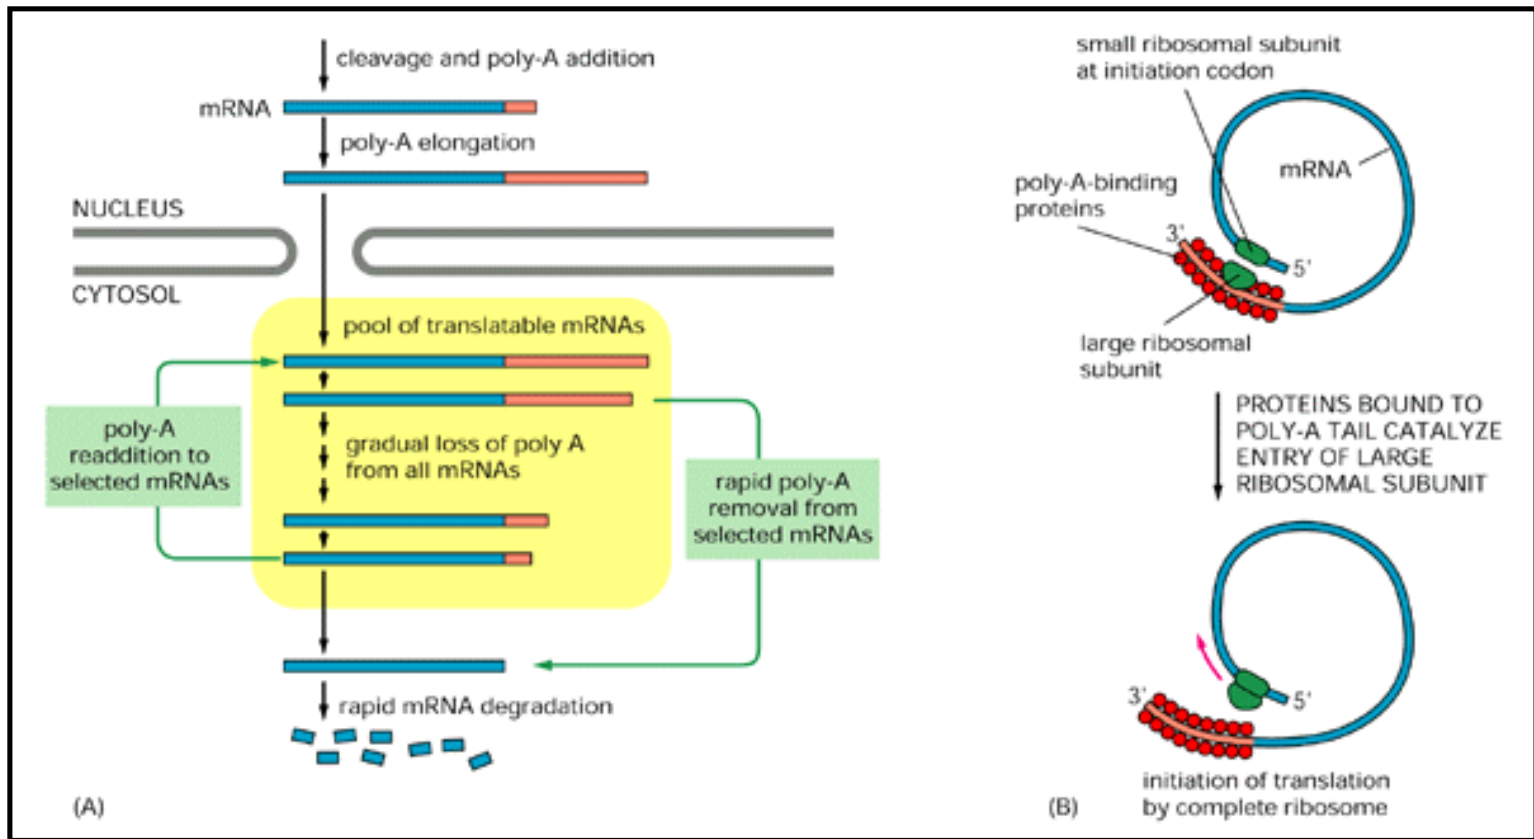 cleavage and poly-A addition
mRNA
poly-A elongation
NUCLEUS
CYTOSOL
pool of translatable mRNAs
poly-A
readdition to
selected mRNAs
gradual loss of poly A
from all mRNAs
rapid poly-A
removal from
selected mRNAs
rapid mRNA degradation
(A)
small ribosomal subunit
at initiation codon
mRNA
poly-A-binding
proteins
3'
5'
large ribosomal
subunit
PROTEINS BOUND TO
POLY-A TAIL CATALYZE
ENTRY OF LARGE
RIBOSOMAL SUBUNIT
3'
5'
initiation of translation
by complete ribosome
(B)